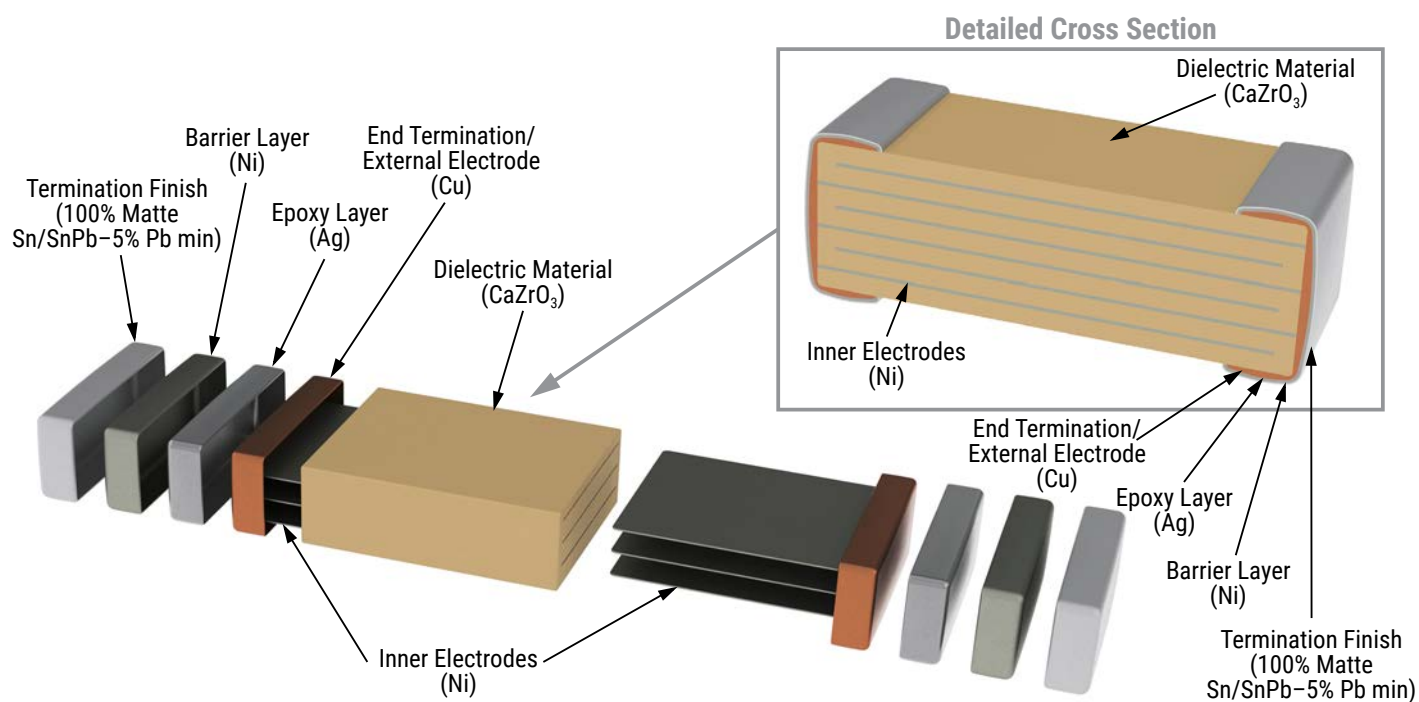 Detailed Cross Section
Dielectric Material
(CaZrO₃)
Inner Electrodes
(Ni)
End Termination/
External Electrode
(Cu)
Epoxy Layer
(Ag)
Barrier Layer
(Ni)
Termination Finish
(100% Matte
Sn/SnPb–5% Pb min)
Termination Finish
(100% Matte
Sn/SnPb–5% Pb min)
Barrier Layer
(Ni)
Epoxy Layer
(Ag)
End Termination/
External Electrode
(Cu)
Dielectric Material
(CaZrO₃)
Inner Electrodes
(Ni)